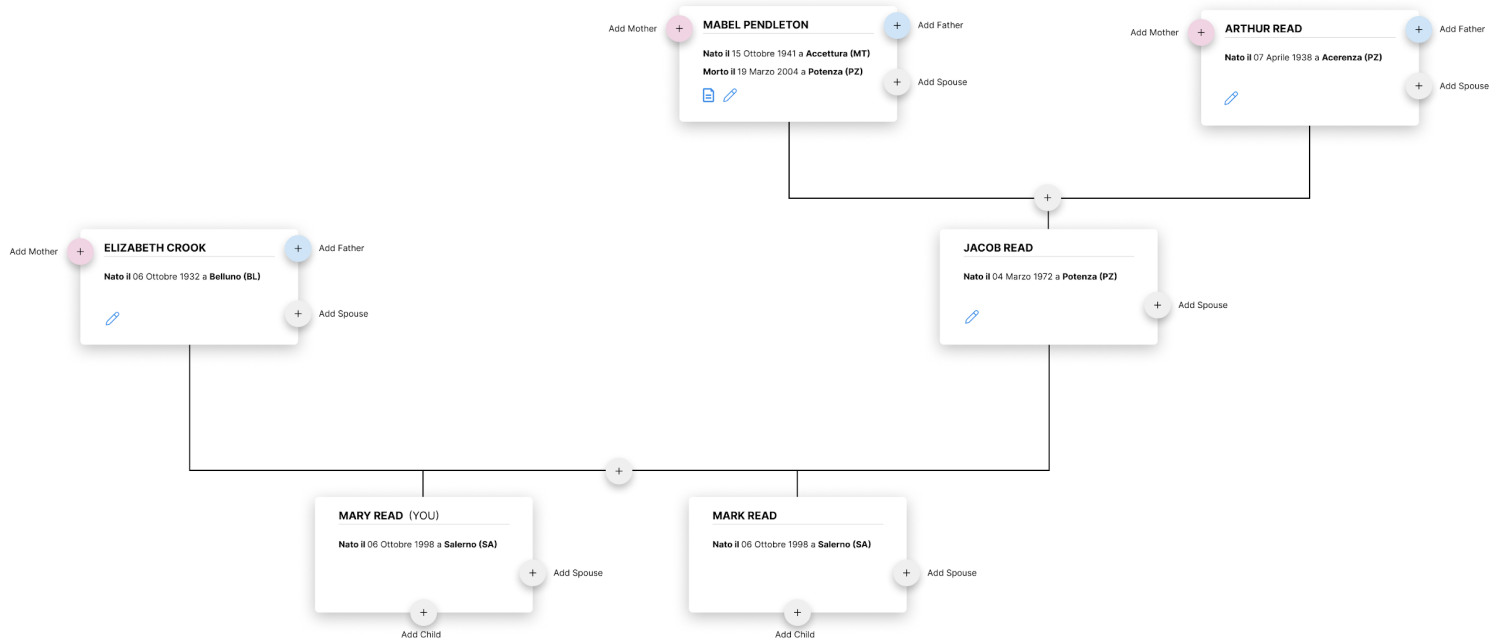 Add Mother
+
MABEL PENDLETON
+
Add Father
Nato il 15 Ottobre 1941 a Accettura (MT)
Morto il 19 Marzo 2004 a Potenza (PZ)
+
Add Spouse
Add Mother
+
ARTHUR READ
+
Add Father
Nato il 07 Aprile 1938 a Acerenza (PZ)
+
Add Spouse
+
Add Mother
+
ELIZABETH CROOK
+
Add Father
Nato il 06 Ottobre 1932 a Belluno (BL)
+
Add Spouse
JACOB READ
Nato il 04 Marzo 1972 a Potenza (PZ)
+
Add Spouse
+
MARY READ (YOU)
Nato il 06 Ottobre 1998 a Salerno (SA)
+
Add Spouse
+
Add Child
MARK READ
Nato il 06 Ottobre 1998 a Salerno (SA)
+
Add Spouse
+
Add Child